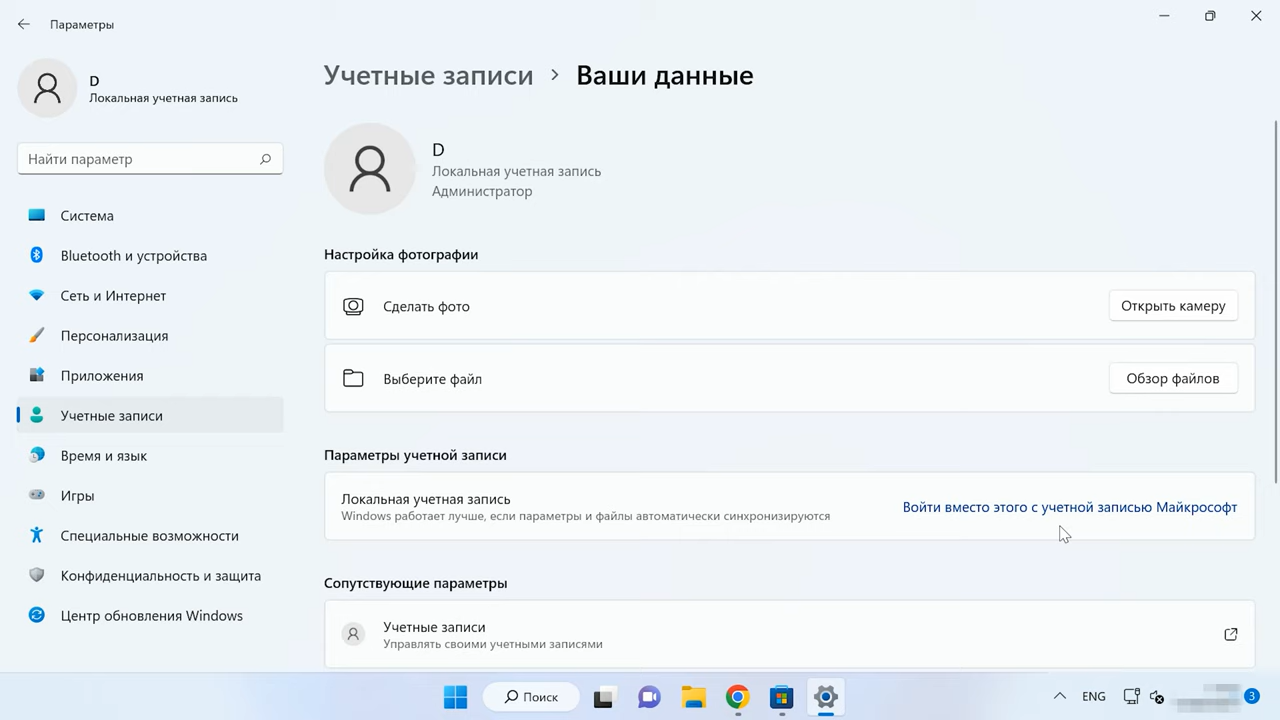 Параметры
D
Локальная учетная запись
Найти параметр
Система
Bluetooth и устройства
Сеть и Интернет
Персонализация
Приложения
Учетные записи
Время и язык
Игры
Специальные возможности
Конфиденциальность и защита
Центр обновления Windows
Учетные записи > Ваши данные
D
Локальная учетная запись
Администратор
Настройка фотографии
Сделать фото
Открыть камеру
Выберите файл
Обзор файлов
Параметры учетной записи
Локальная учетная запись
Windows работает лучше, если параметры и файлы автоматически синхронизируются
Войти вместо этого с учетной записью Майкрософт
Сопутствующие параметры
Учетные записи
Управлять своими учетными записями
Поиск
ENG
3